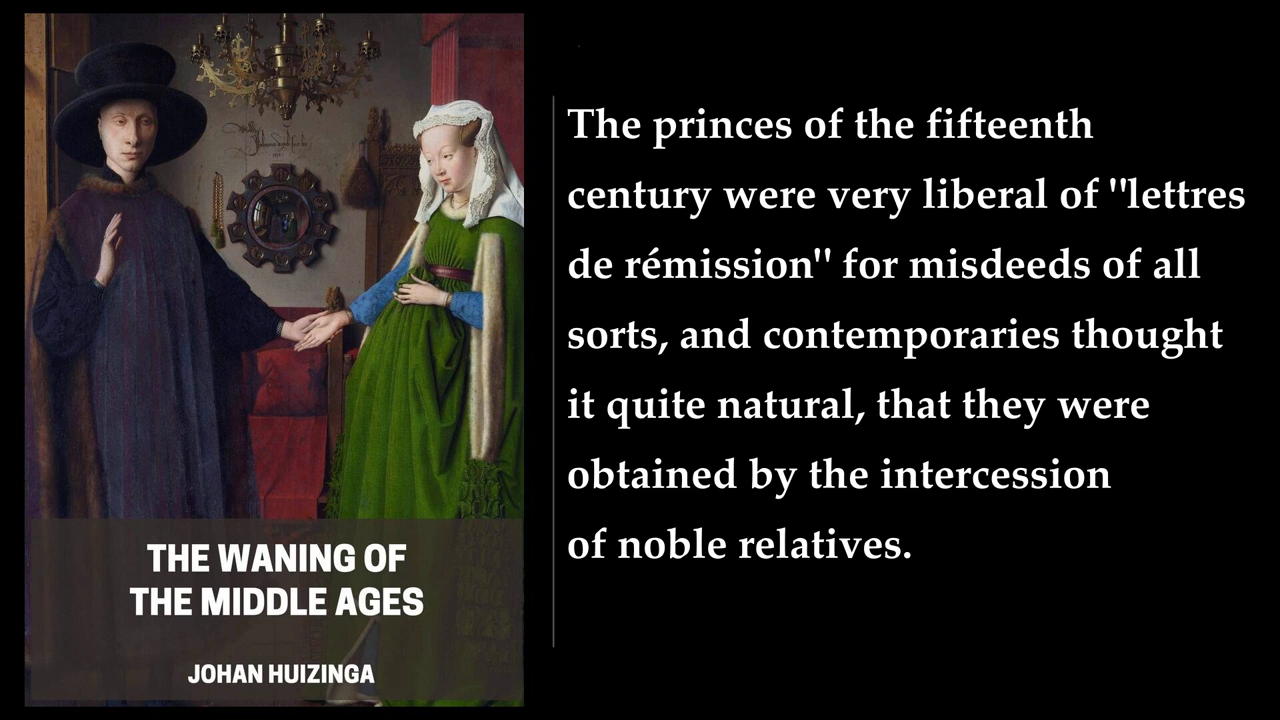 THE WANING OF
THE MIDDLE AGES
JOHAN HUIZINGA
The princes of the fifteenth
century were very liberal of "lettres
de rémission" for misdeeds of all
sorts, and contemporaries thought
it quite natural, that they were
obtained by the intercession
of noble relatives.